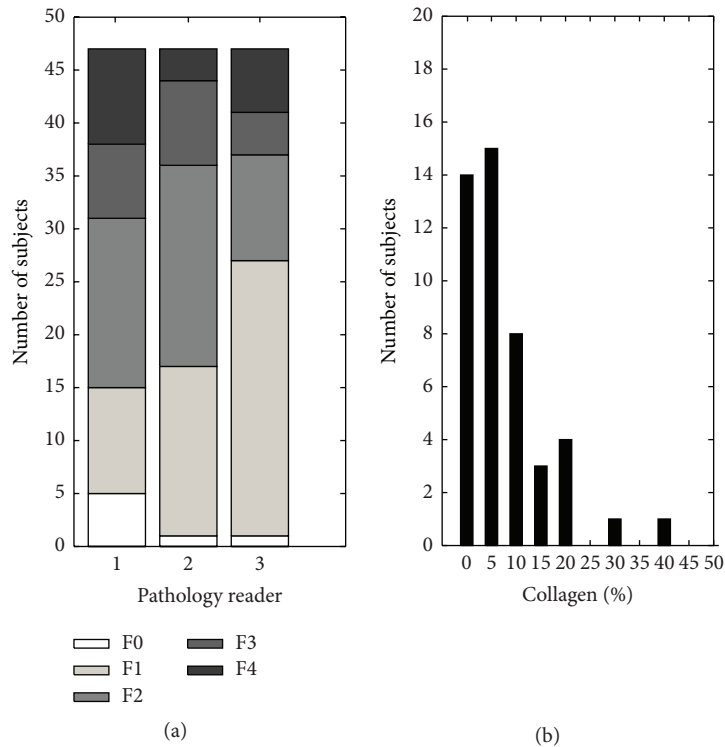 50
45
40
35
30
25
20
15
10
5
0
Number of subjects
1 2 3
Pathology reader
F0
F1
F2
F3
F4
(a)
20
18
16
14
12
10
8
6
4
2
0
Number of subjects
0 5 10 15 20 25 30 35 40 45 50
Collagen (%)
(b)